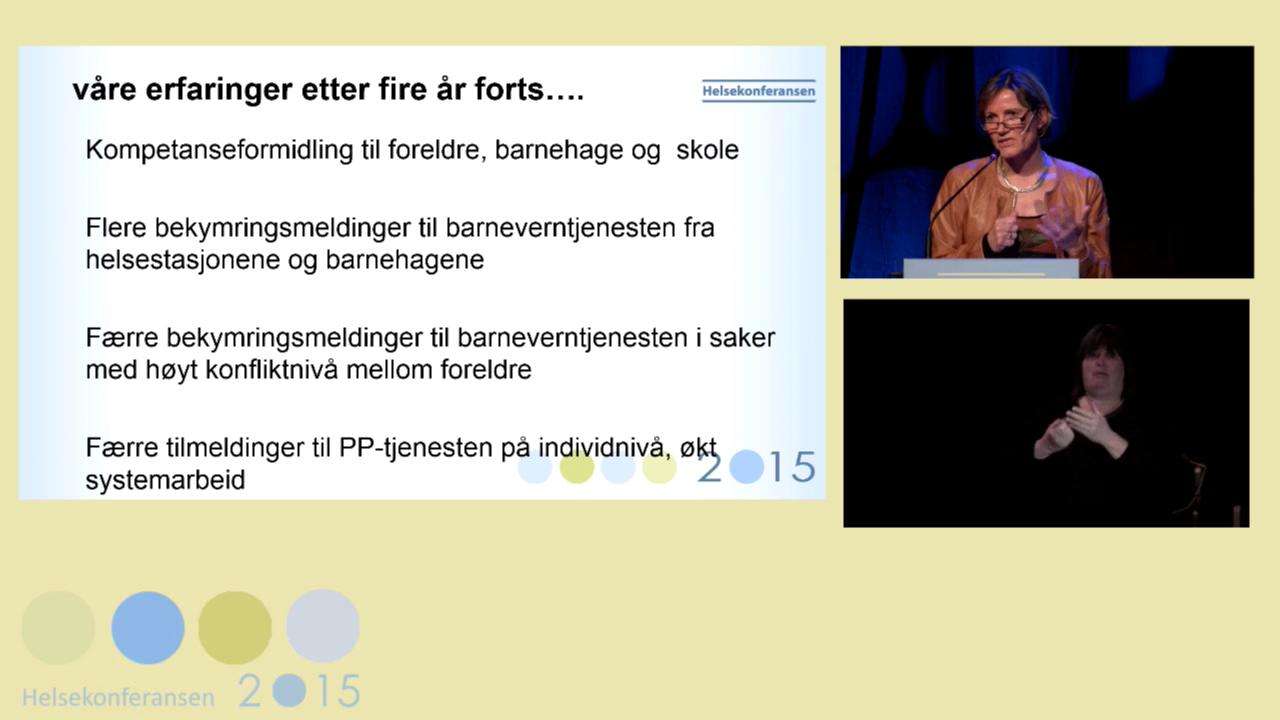 våre erfaringer etter fire år forts....
Helsekonferansen
Kompetanseformidling til foreldre, barnehage og skole
Flere bekymringsmeldinger til barneverntjenesten fra
helsestasjonene og barnehagene
Færre bekymringsmeldinger til barneverntjenesten i saker
med høyt konfliktnivå mellom foreldre
Færre tilmeldinger til PP-tjenesten på individnivå, økt
systemarbeid
2015
Helsekonferansen 2015